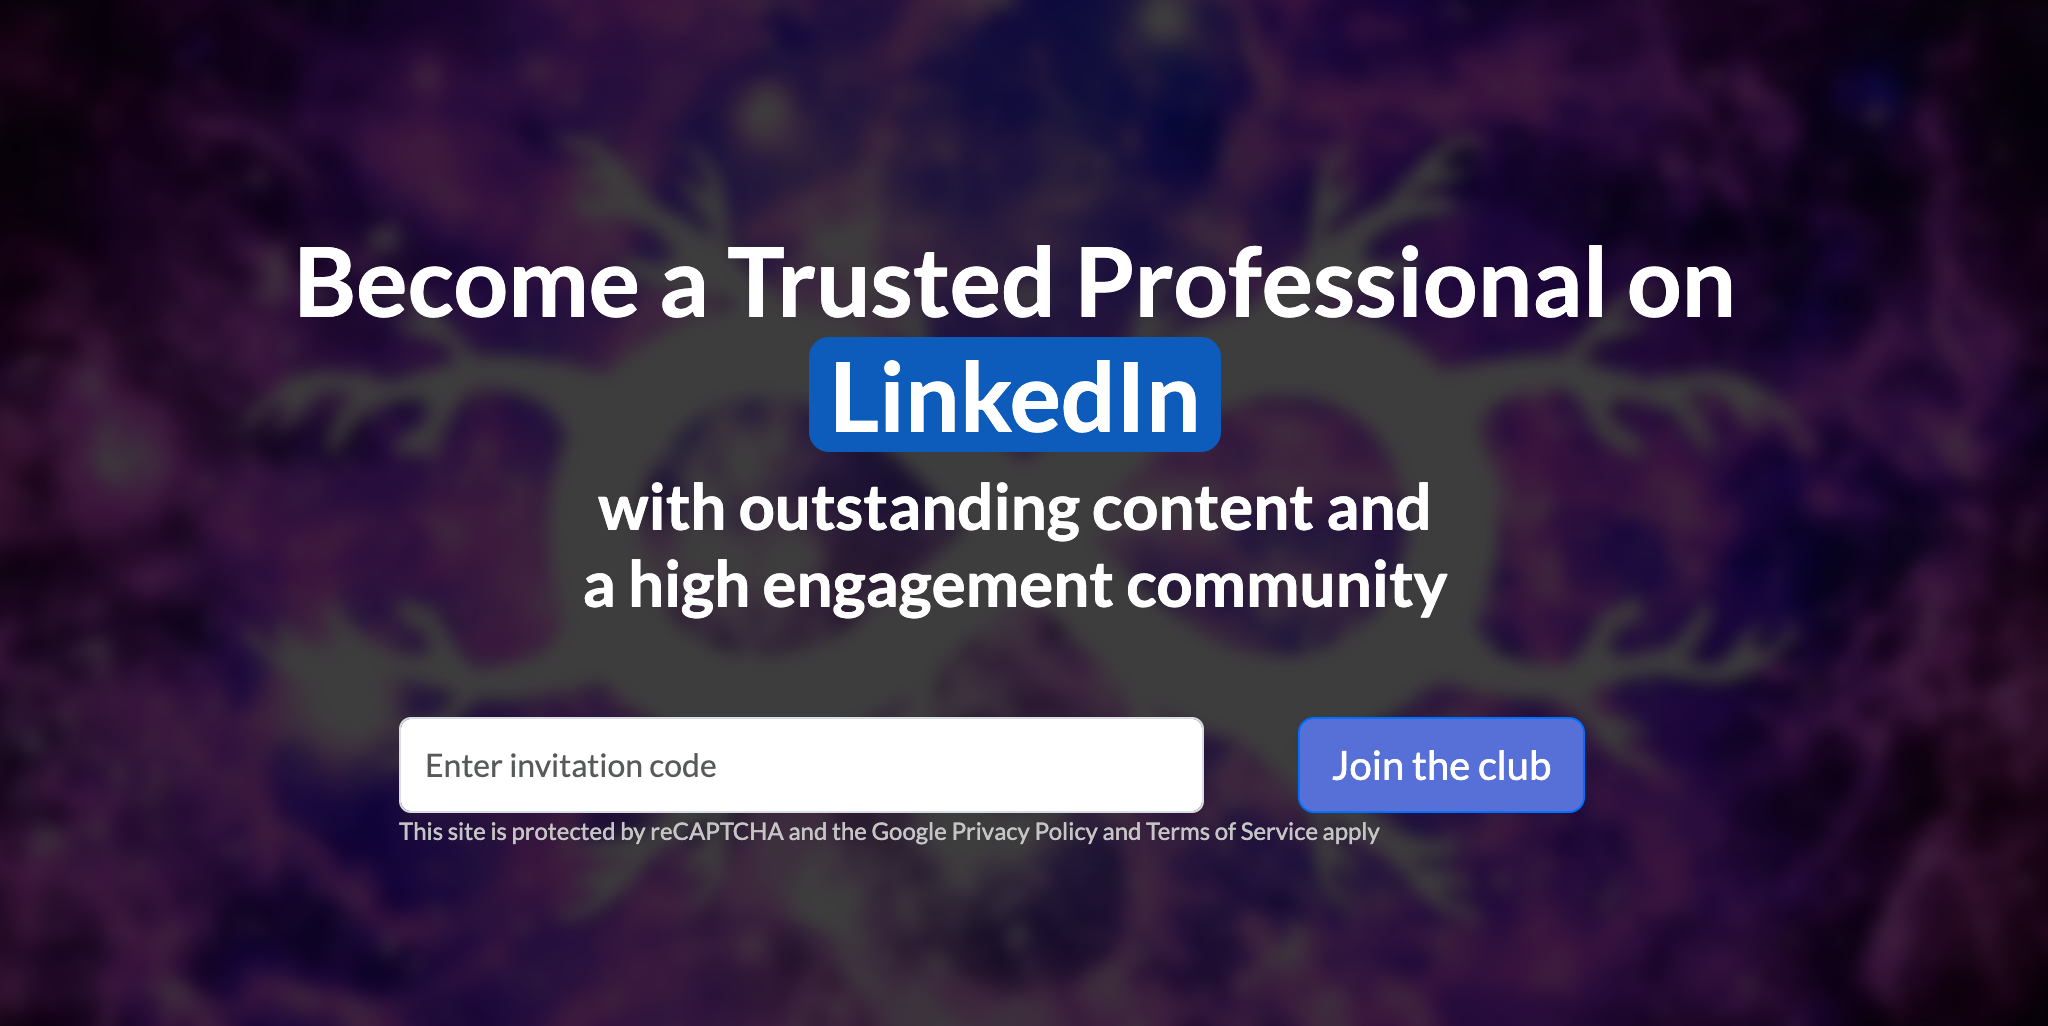 Become a Trusted Professional on
LinkedIn
with outstanding content and
a high engagement community
Enter invitation code
Join the club
This site is protected by reCAPTCHA and the Google Privacy Policy and Terms of Service apply